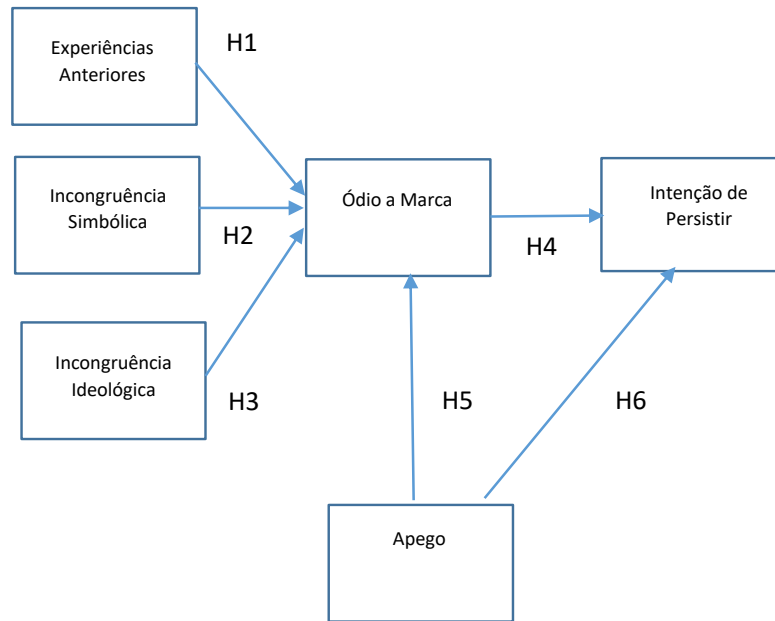 Experiências
Anteriores
H1
Incongruência
Simbólica
H2
Incongruência
Ideológica
H3
Ódio a Marca
H4
Intenção de
Persistir
H5
H6
Apego